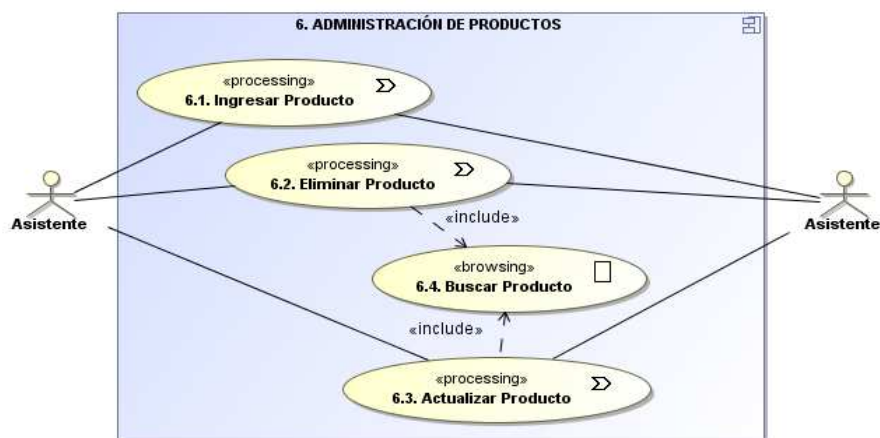 6. ADMINISTRACIÓN DE PRODUCTOS
«processing»
6.1. Ingresar Producto
«processing»
6.2. Eliminar Producto
Asistente
Asistente
«include»
«browsing»
6.4. Buscar Producto
«include»
«processing»
6.3. Actualizar Producto